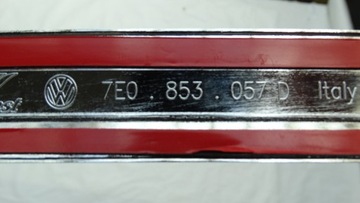 7E0 . 853 . 057 D Italy